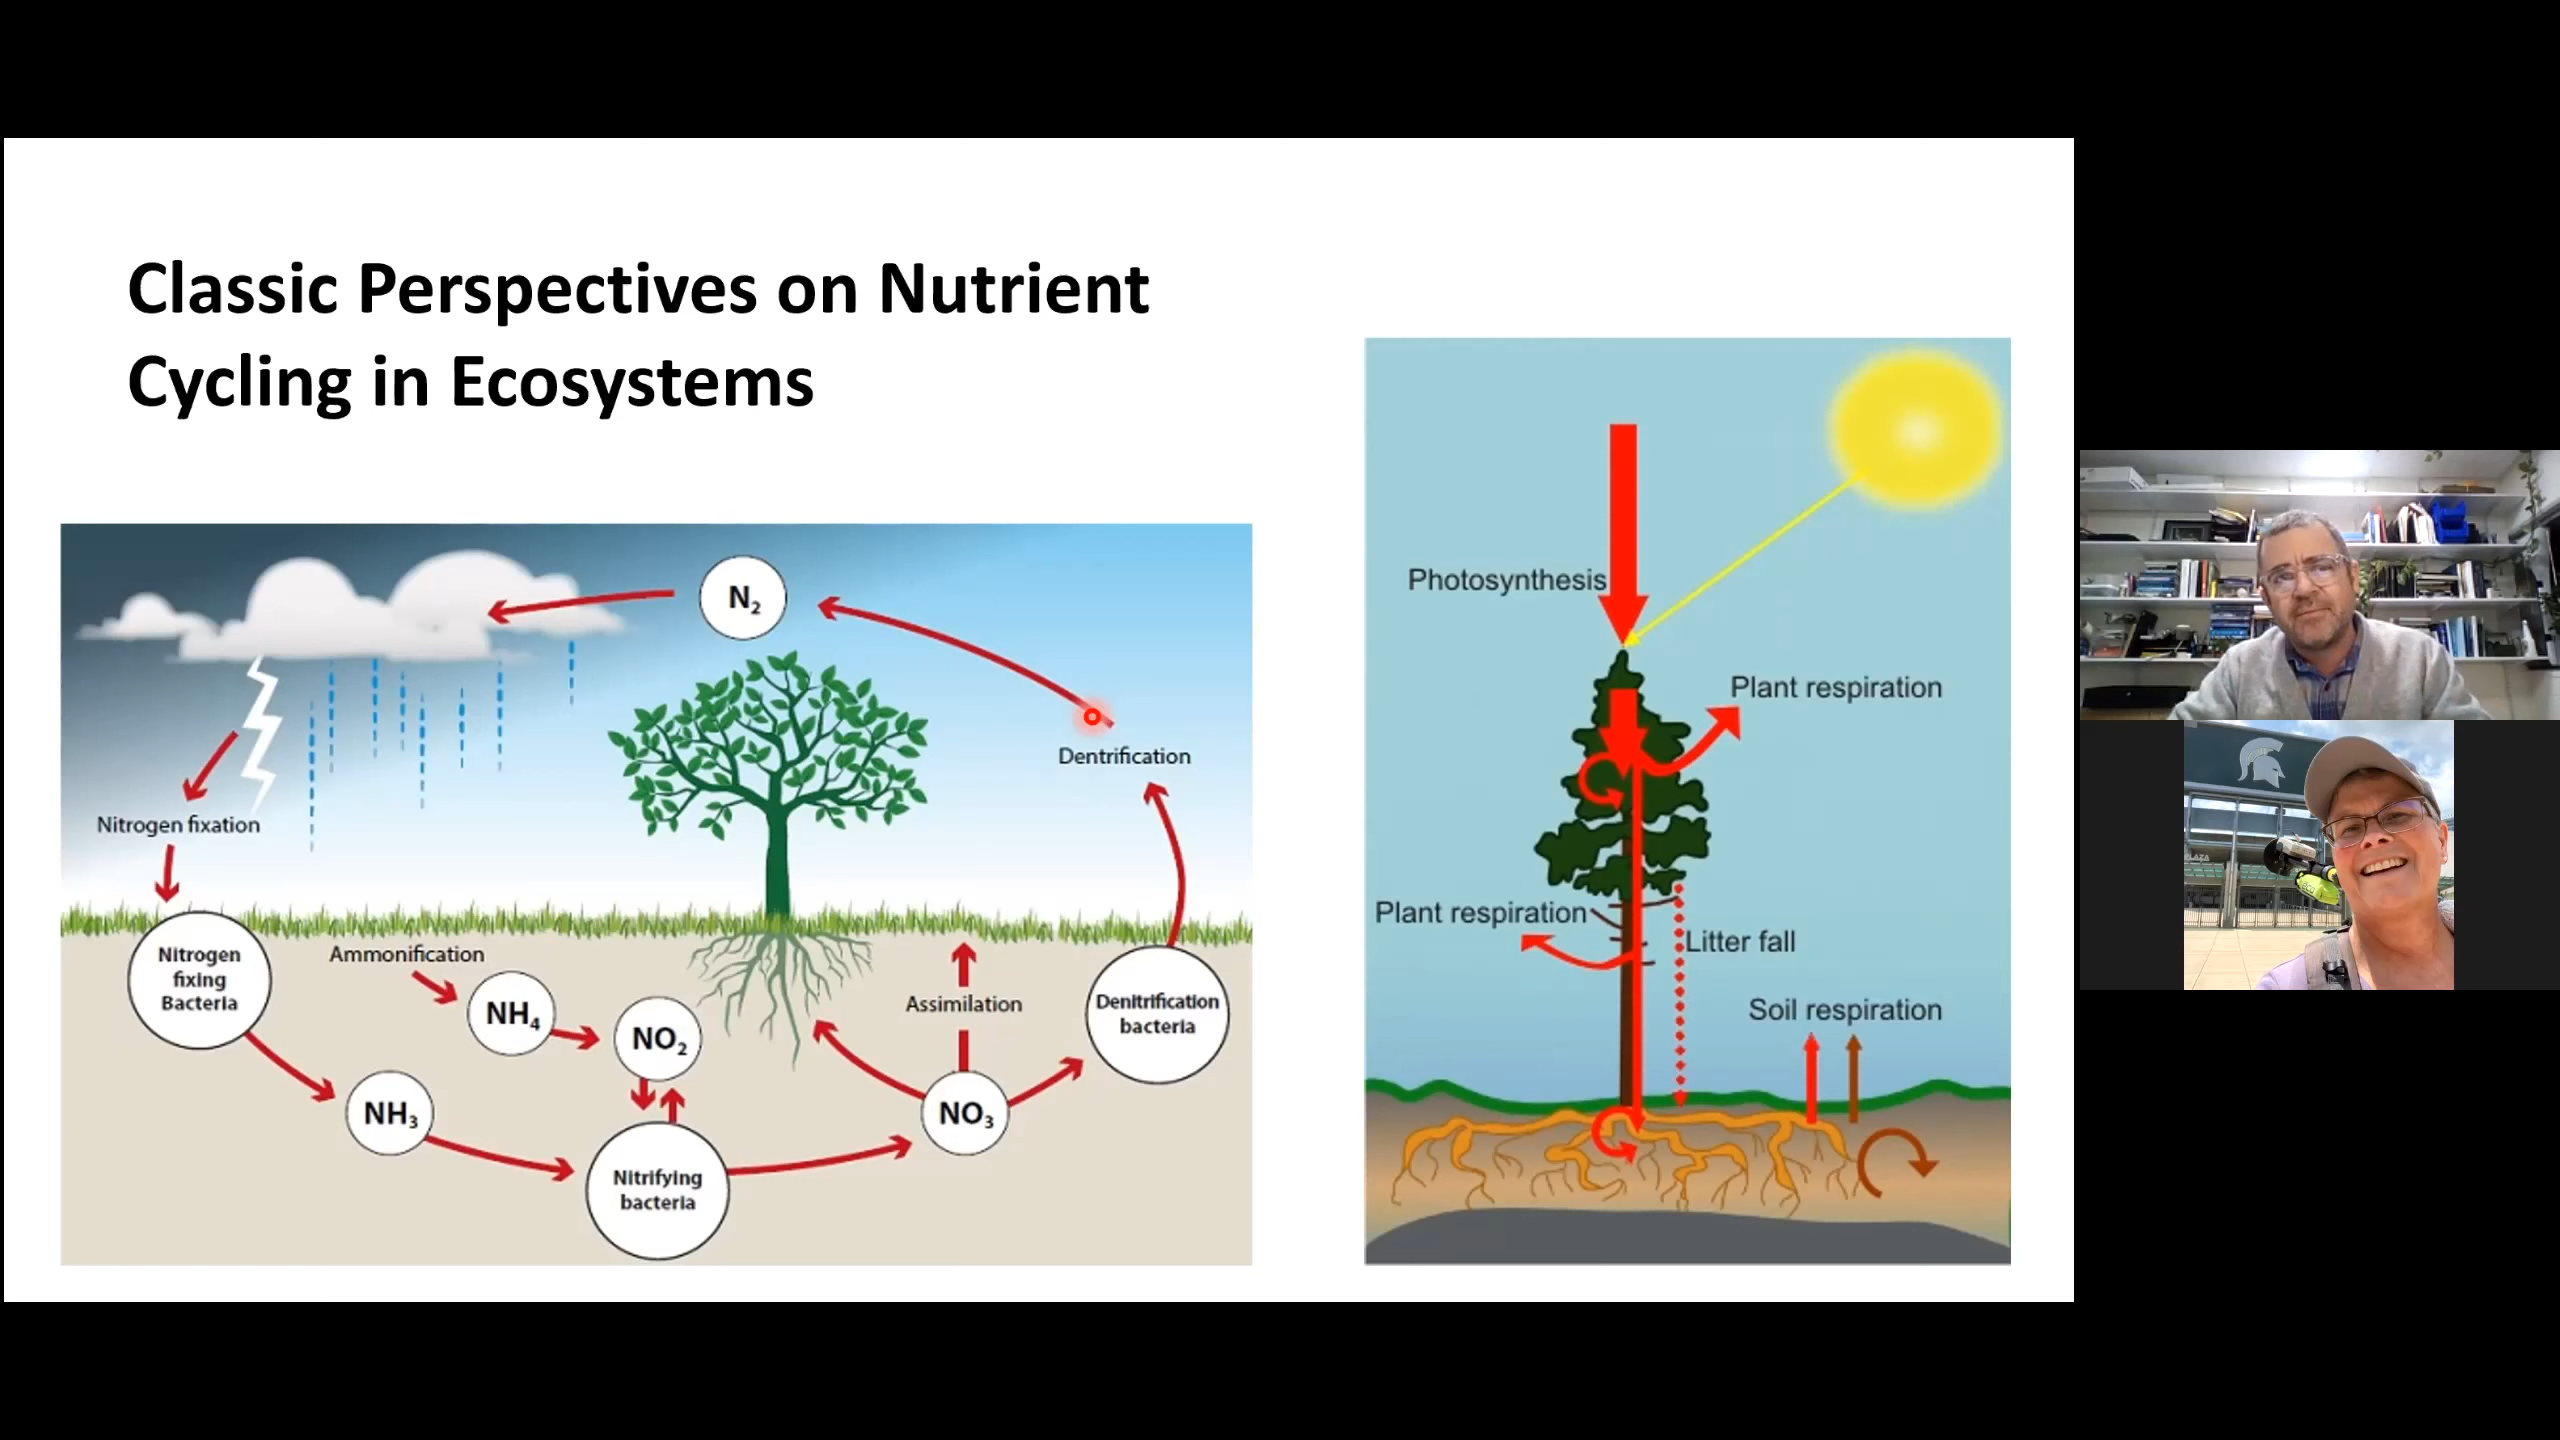 Classic Perspectives on Nutrient
Cycling in Ecosystems
N2
Dentrification
Nitrogen fixation
Nitrogen
fixing
Bacteria
Ammonification
NH4
NO2
NH3
Nitrifying
bacteria
Assimilation
NO3
Denitrification
bacteria
Photosynthesis
Plant respiration
Plant respiration
Litter fall
Soil respiration
PLAZA